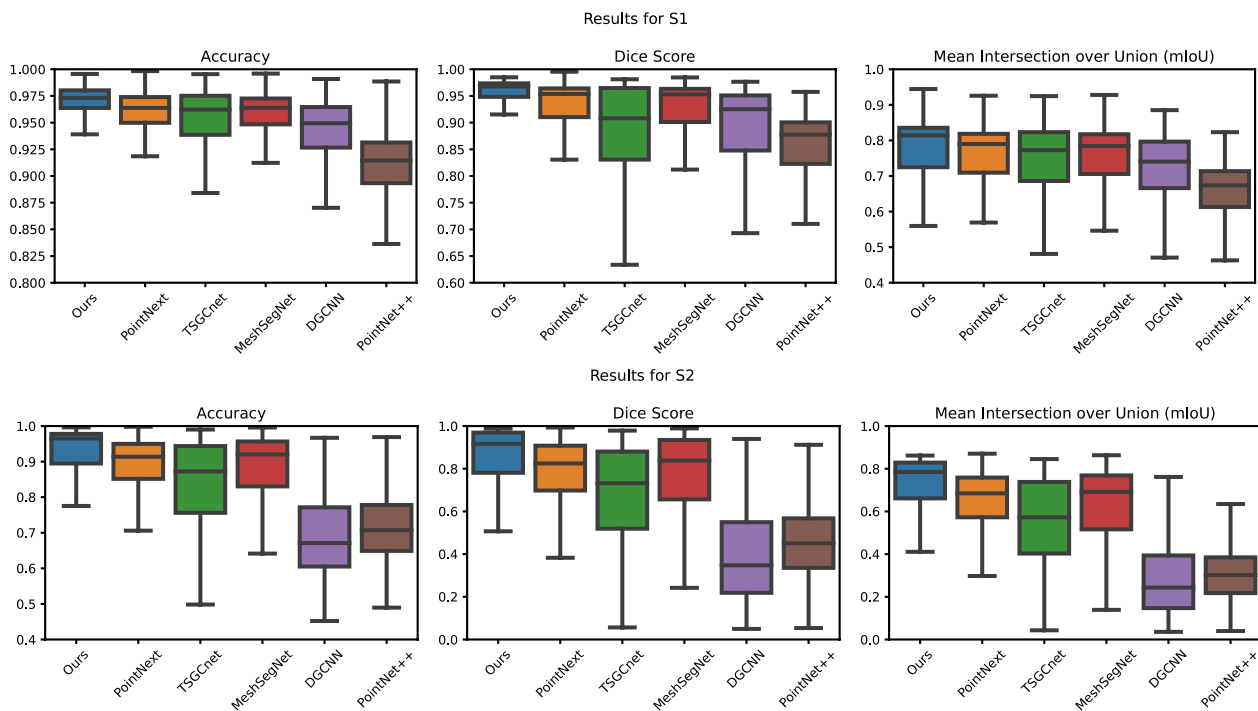 Results for S1
Accuracy
Dice Score
Mean Intersection over Union (mIoU)
1.000
0.975
0.950
0.925
0.900
0.875
0.850
0.825
0.800
1.00
0.95
0.90
0.85
0.80
0.75
0.70
0.65
0.60
1.0
0.9
0.8
0.7
0.6
0.5
0.4
Ours
PointNext
TSGCnet
MeshSegNet
DGCNN
PointNet++
Ours
PointNext
TSGCnet
MeshSegNet
DGCNN
PointNet++
Ours
PointNext
TSGCnet
MeshSegNet
DGCNN
PointNet++
Results for S2
Accuracy
Dice Score
Mean Intersection over Union (mIoU)
1.0
0.9
0.8
0.7
0.6
0.5
0.4
1.0
0.8
0.6
0.4
0.2
0.0
1.0
0.8
0.6
0.4
0.2
0.0
Ours
PointNext
TSGCnet
MeshSegNet
DGCNN
PointNet++
Ours
PointNext
TSGCnet
MeshSegNet
DGCNN
PointNet++
Ours
PointNext
TSGCnet
MeshSegNet
DGCNN
PointNet++